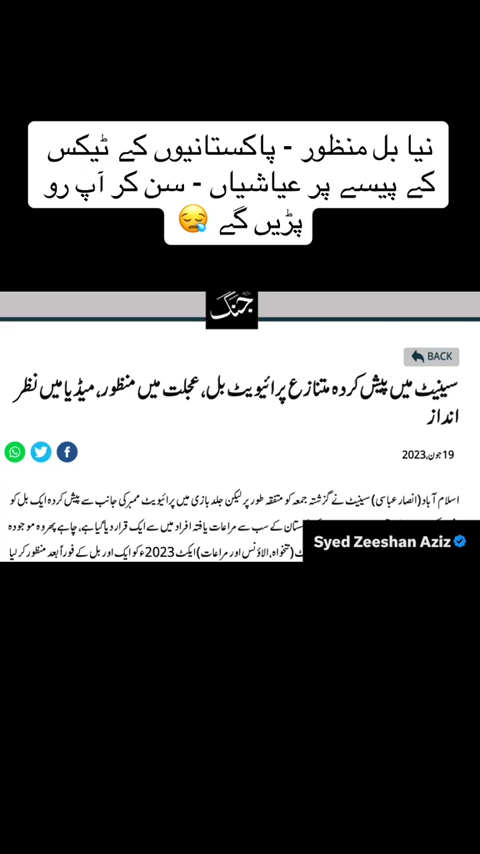 نیا بل منظور - پاکستانیوں کے ٹیکس
کے پیسے پر عیاشیاں - سن کر آپ رو
پڑیں گے 😪
جنگ
BACK
سینیٹ میں پیش کردہ متنازع پرائیویٹ بل، عجلت میں منظور، میڈیا میں نظر
انداز
19 جون، 2023
اسلام آباد (انصار عباسی) سینیٹ نے گزشتہ جمعہ کو متفقہ طور پر لیکن جلد بازی میں پرائیویٹ ممبر کی جانب سے پیش کردہ ایک بل کو
ستان کے سب سے مراعات یافتہ افراد میں سے ایک قرار دیا گیا ہے، چاہے پھر وہ موجودہ
Syed Zeeshan Aziz
(تنخواہ، الاؤنس اور مراعات) ایکٹ 2023ء کو ایک اور بل کے فوراً بعد منظور کر لیا